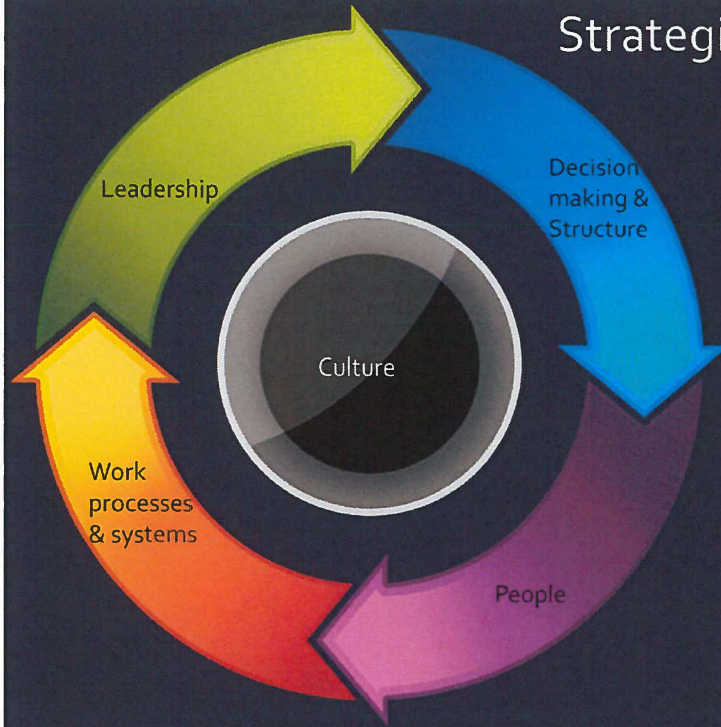 Strategi
Leadership
Decision
making &
Structure
Culture
Work
processes
& systems
People